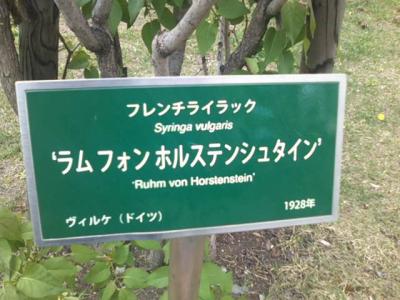 フレンチライラック
Syringa vulgaris
‘ラム フォン ホルステンシュタイン’
‘Ruhm von Horstenstein’
ヴィルケ（ドイツ） 1928年